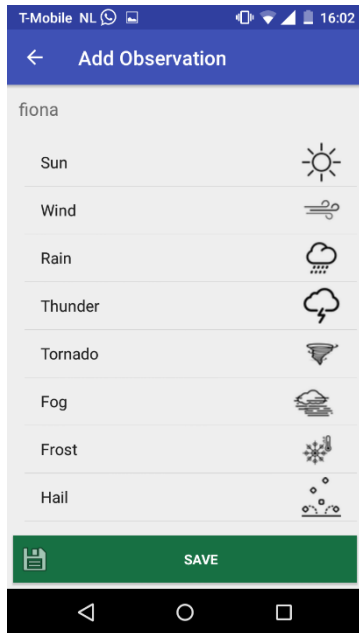 T-Mobile NL 16:02
Add Observation
fiona
Sun
Wind
Rain
Thunder
Tornado
Fog
Frost
Hail
SAVE